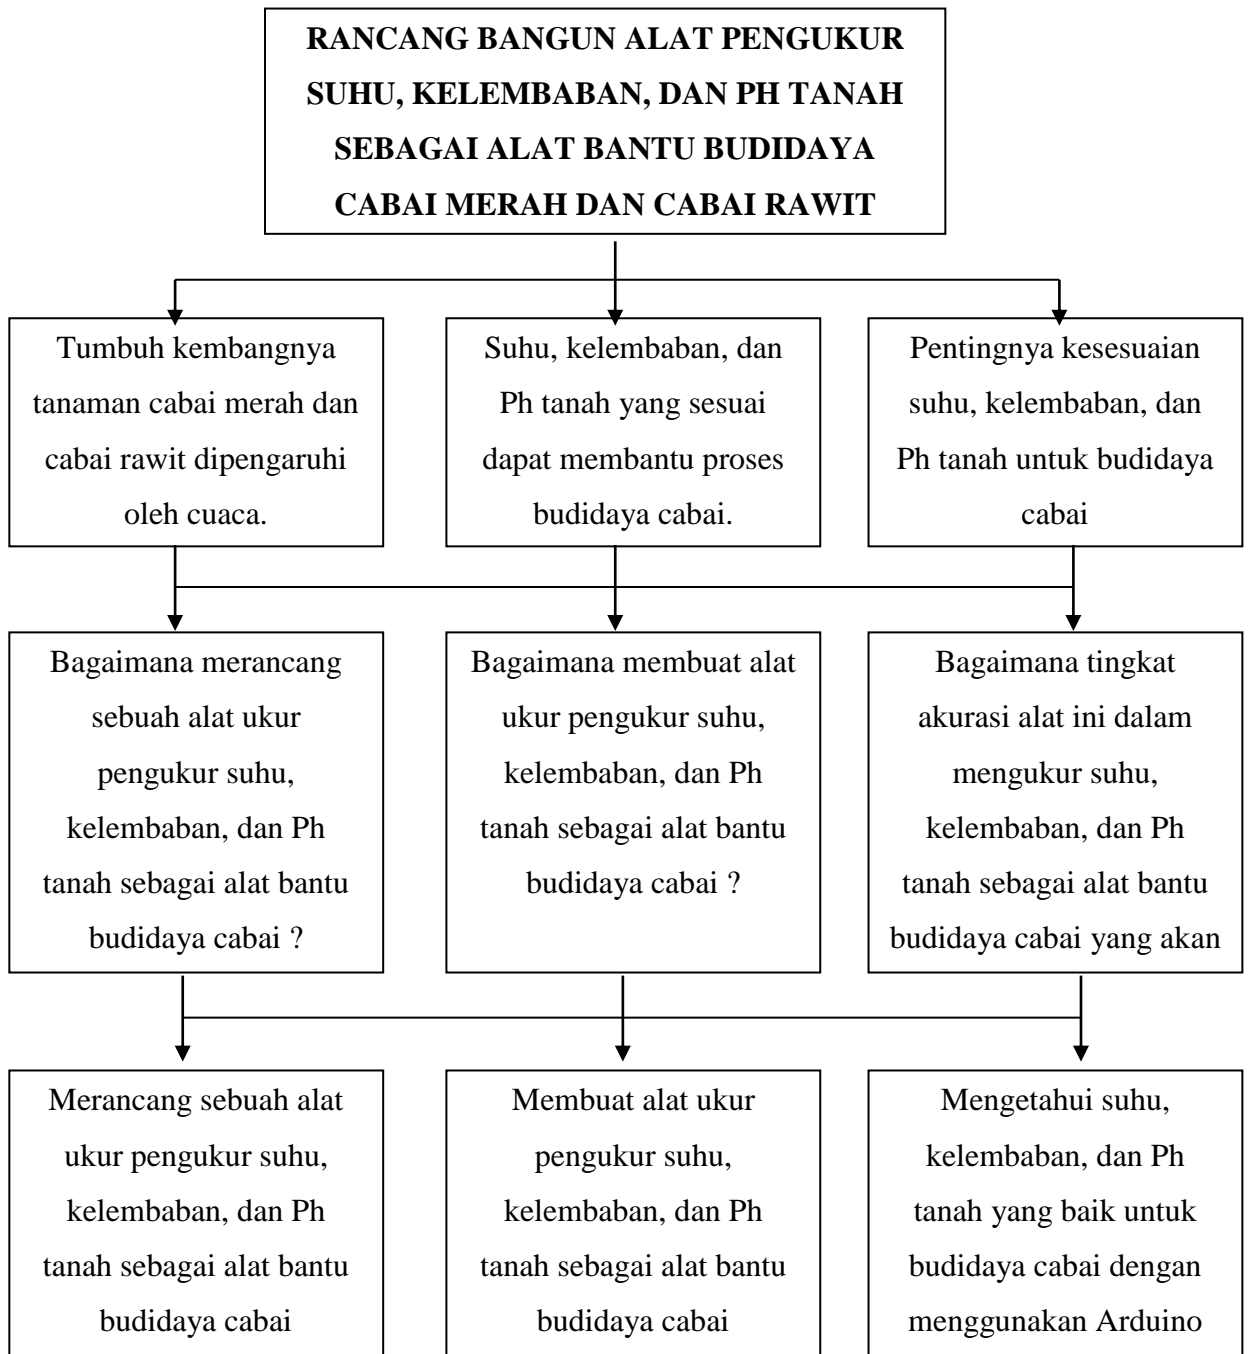 RANCANG BANGUN ALAT PENGUKUR
SUHU, KELEMBABAN, DAN PH TANAH
SEBAGAI ALAT BANTU BUDIDAYA
CABAI MERAH DAN CABAI RAWIT
Tumbuh kembangnya
tanaman cabai merah dan
cabai rawit dipengaruhi
oleh cuaca.
Suhu, kelembaban, dan
Ph tanah yang sesuai
dapat membantu proses
budidaya cabai.
Pentingnya kesesuaian
suhu, kelembaban, dan
Ph tanah untuk budidaya
cabai
Bagaimana merancang
sebuah alat ukur
pengukur suhu,
kelembaban, dan Ph
tanah sebagai alat bantu
budidaya cabai ?
Bagaimana membuat alat
ukur pengukur suhu,
kelembaban, dan Ph
tanah sebagai alat bantu
budidaya cabai ?
Bagaimana tingkat
akurasi alat ini dalam
mengukur suhu,
kelembaban, dan Ph
tanah sebagai alat bantu
budidaya cabai yang akan
Merancang sebuah alat
ukur pengukur suhu,
kelembaban, dan Ph
tanah sebagai alat bantu
budidaya cabai
Membuat alat ukur
pengukur suhu,
kelembaban, dan Ph
tanah sebagai alat bantu
budidaya cabai
Mengetahui suhu,
kelembaban, dan Ph
tanah yang baik untuk
budidaya cabai dengan
menggunakan Arduino